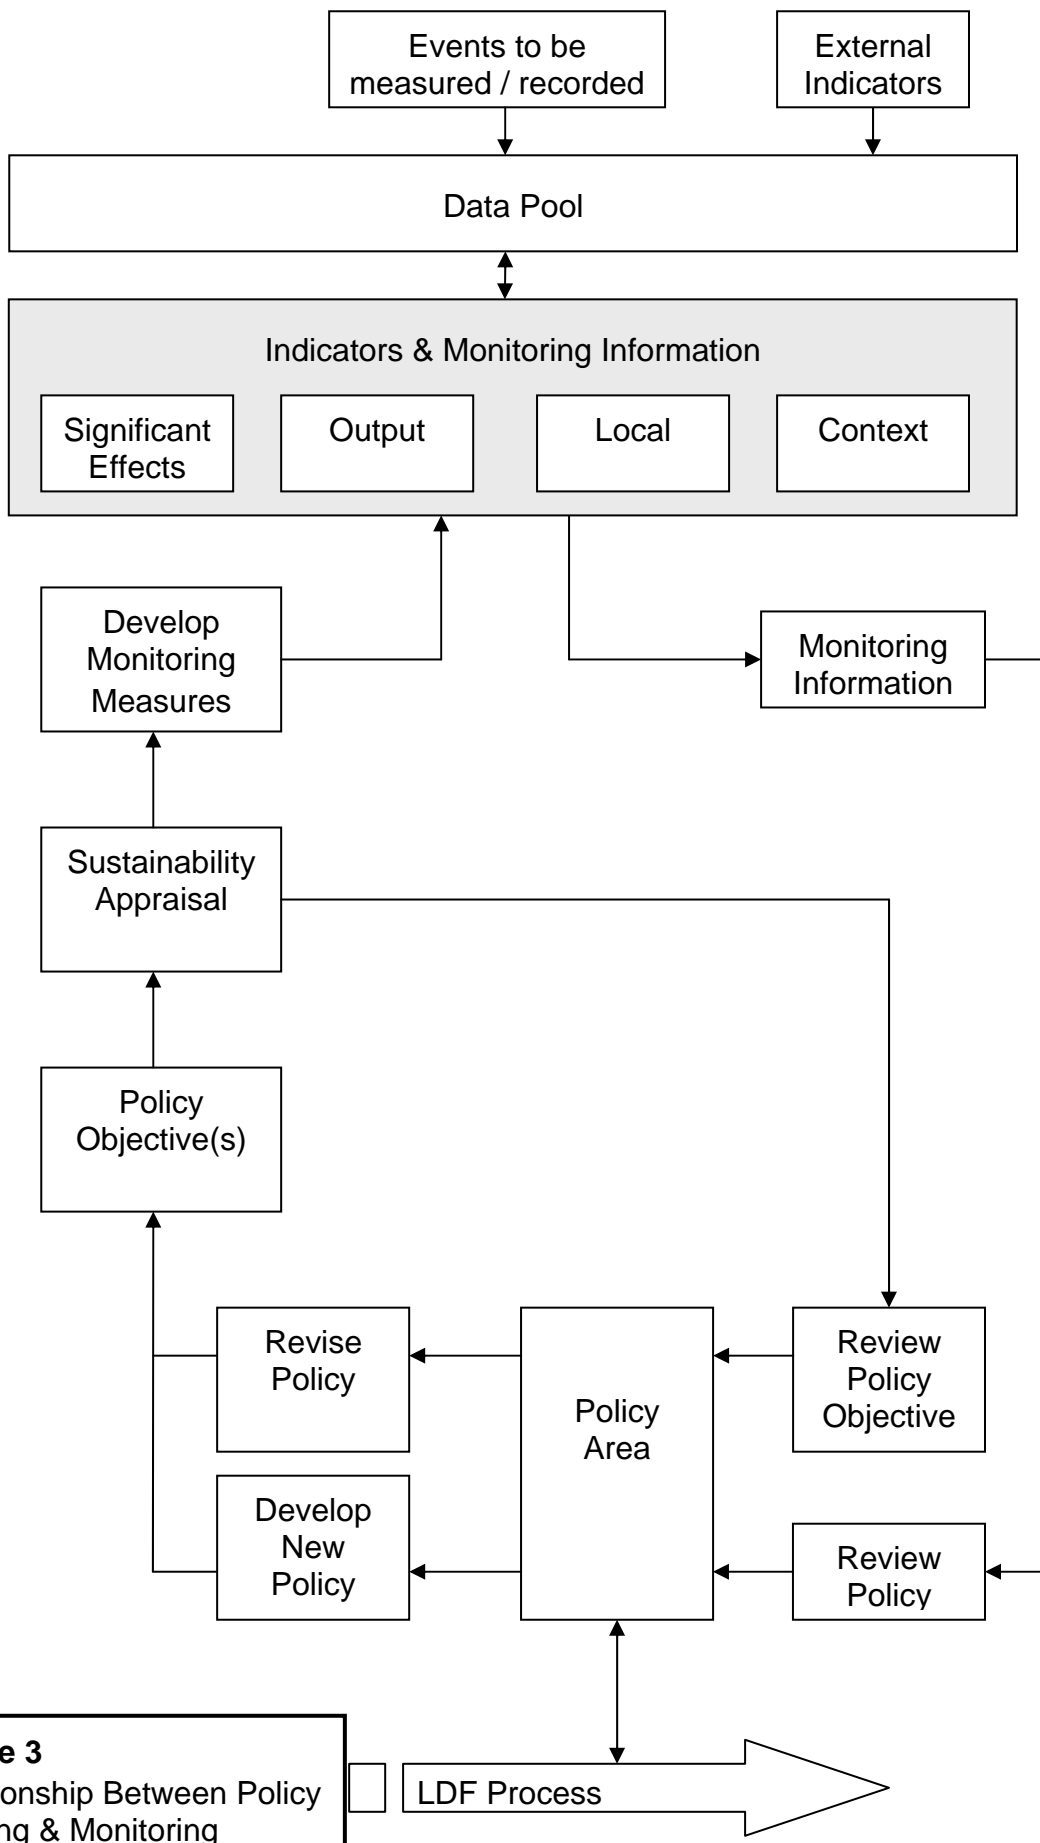 Events to be
measured / recorded
External
Indicators
Data Pool
Indicators & Monitoring Information
Significant
Effects
Output
Local
Context
Develop
Monitoring
Measures
Monitoring
Information
Sustainability
Appraisal
Policy
Objective(s)
Revise
Policy
Policy
Area
Review
Policy
Objective
Develop
New
Policy
Review
Policy
e 3
onship Between Policy
ng & Monitoring
LDF Process